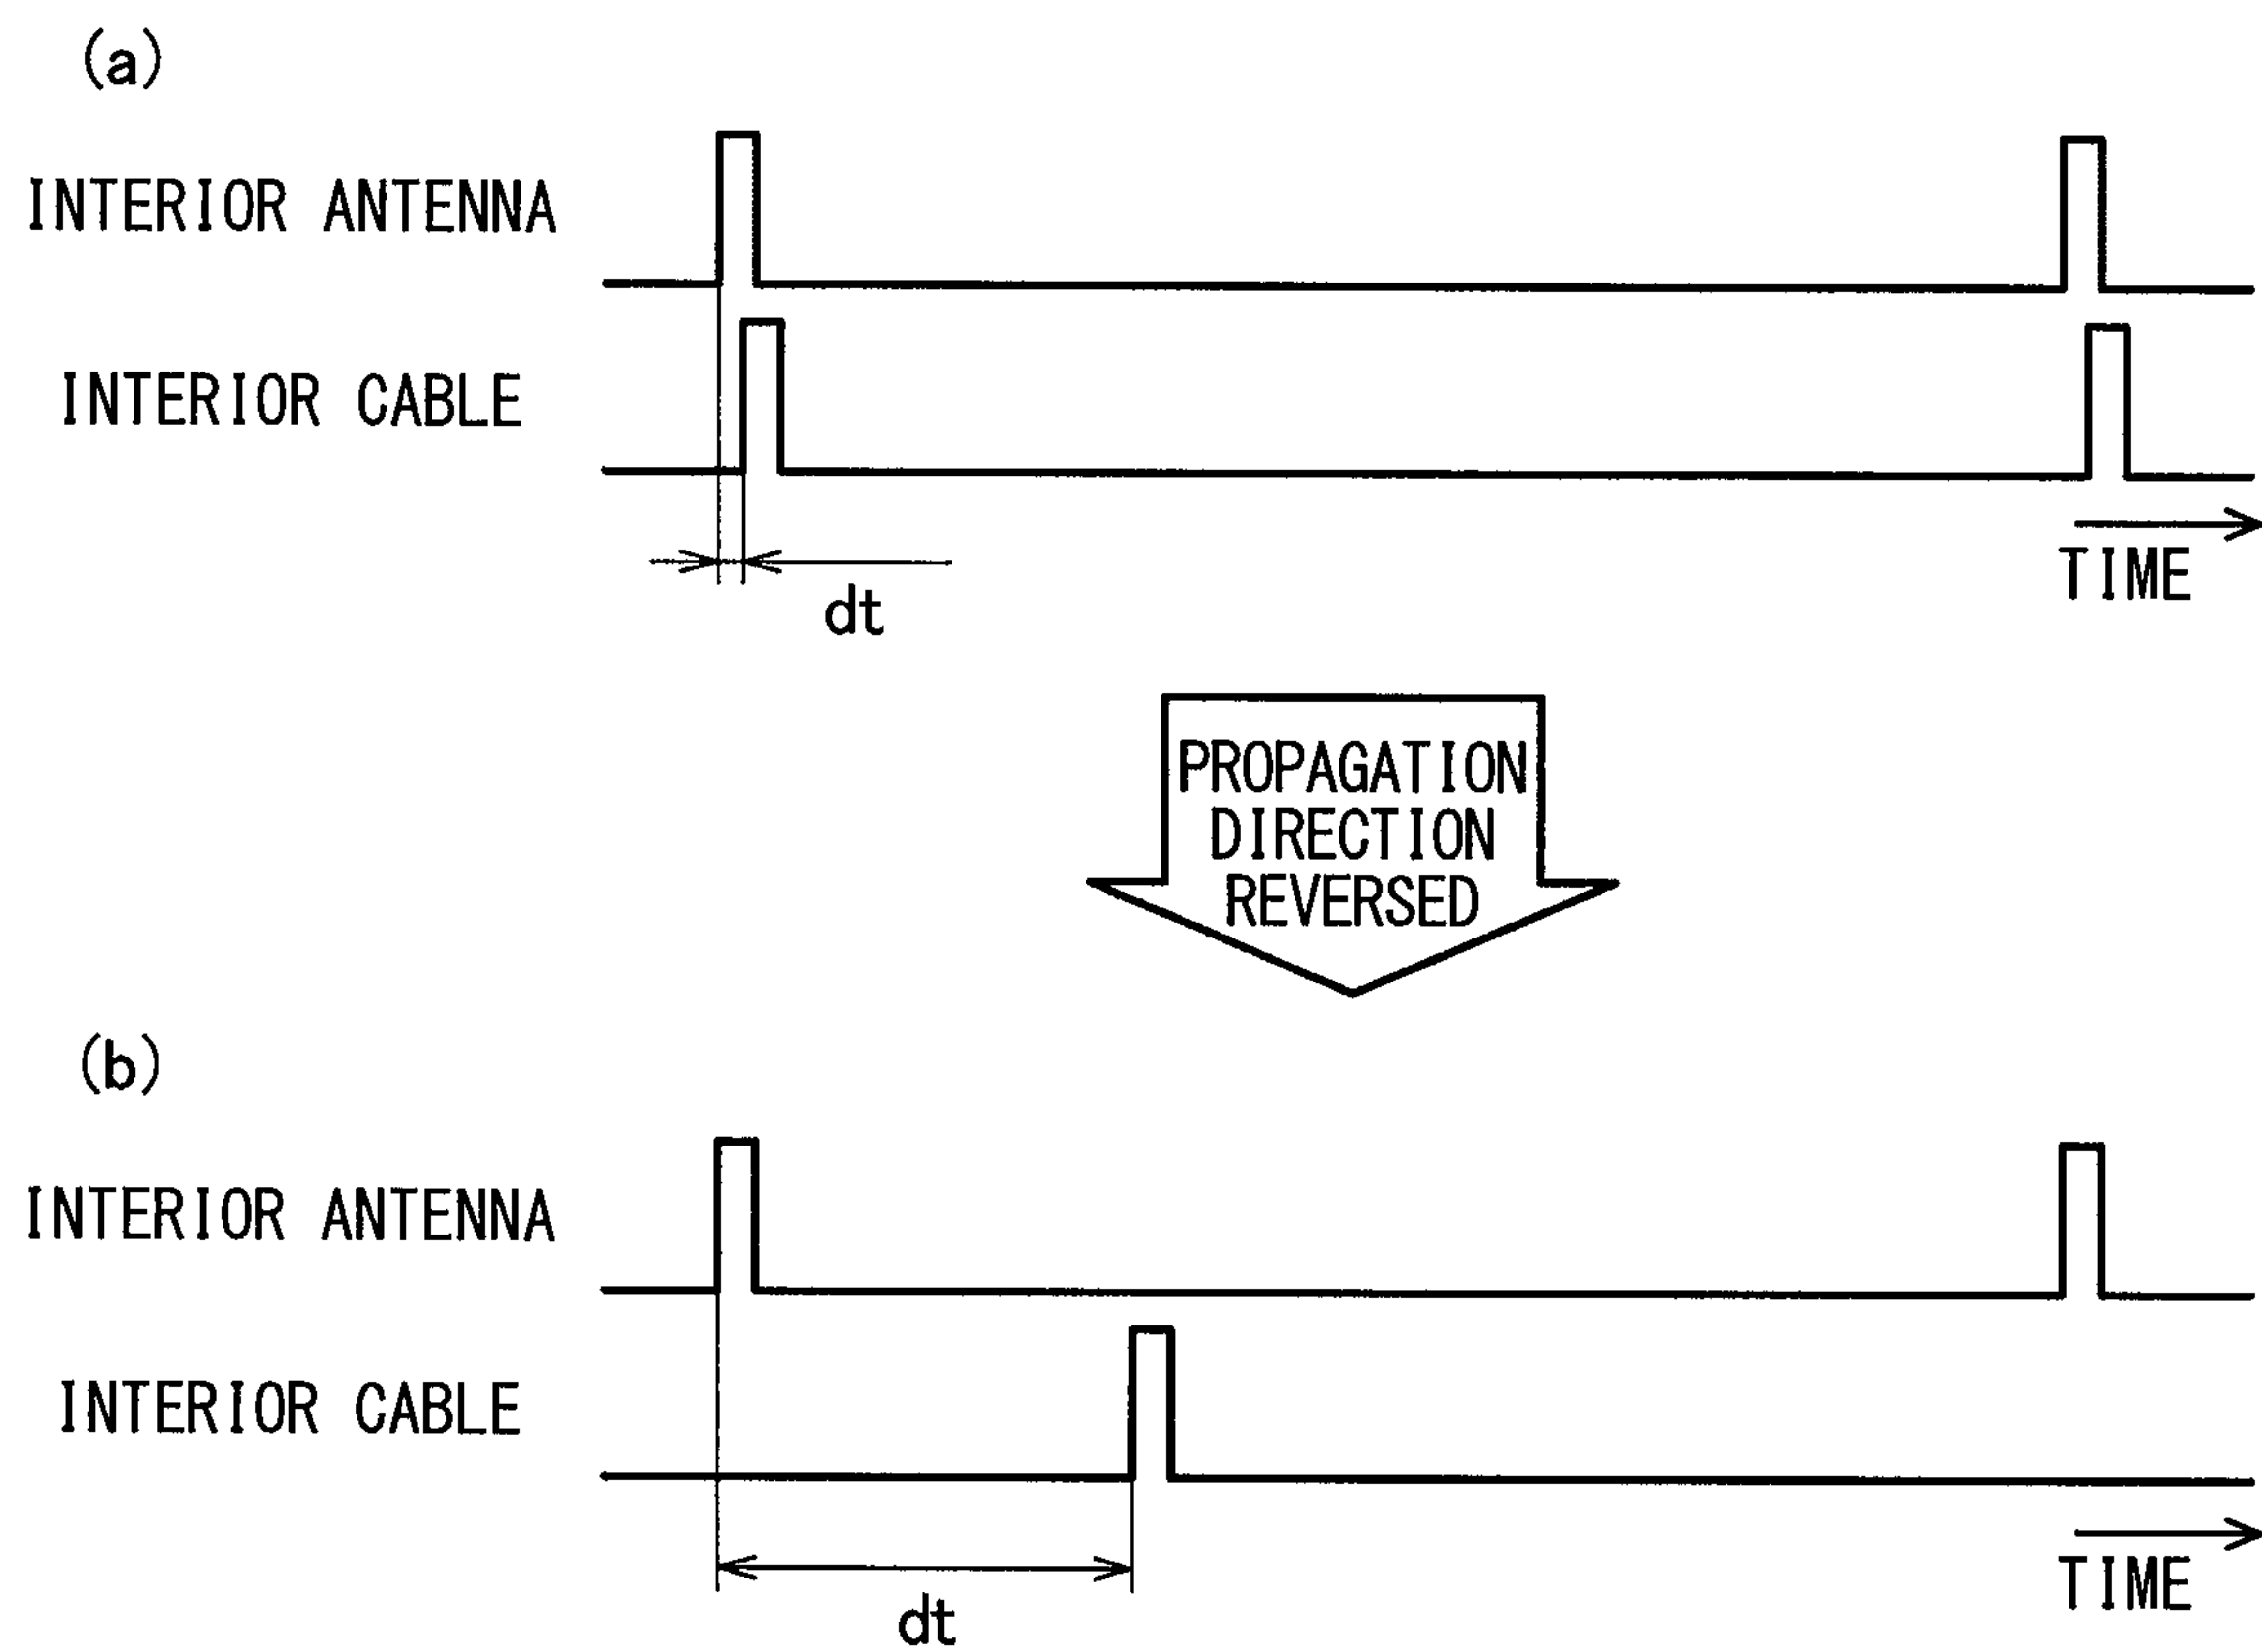 (a)
INTERIOR ANTENNA
INTERIOR CABLE
TIME
dt
PROPAGATION
DIRECTION
REVERSED
(b)
INTERIOR ANTENNA
INTERIOR CABLE
TIME
dt